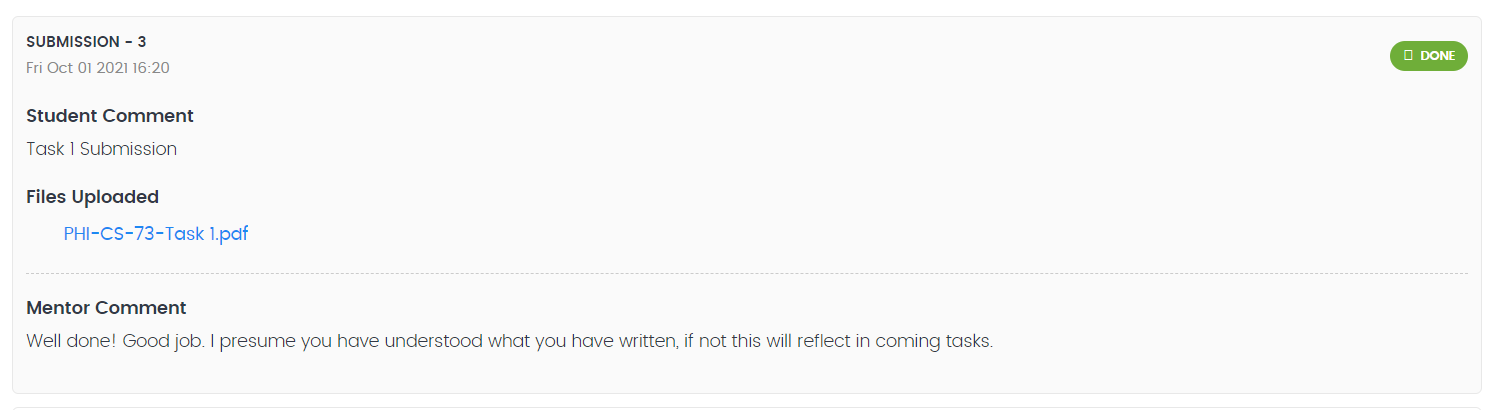 SUBMISSION - 3
Fri Oct 01 2021 16:20
DONE
Student Comment
Task 1 Submission
Files Uploaded
PHI-CS-73-Task 1.pdf
Mentor Comment
Well done! Good job. I presume you have understood what you have written, if not this will reflect in coming tasks.